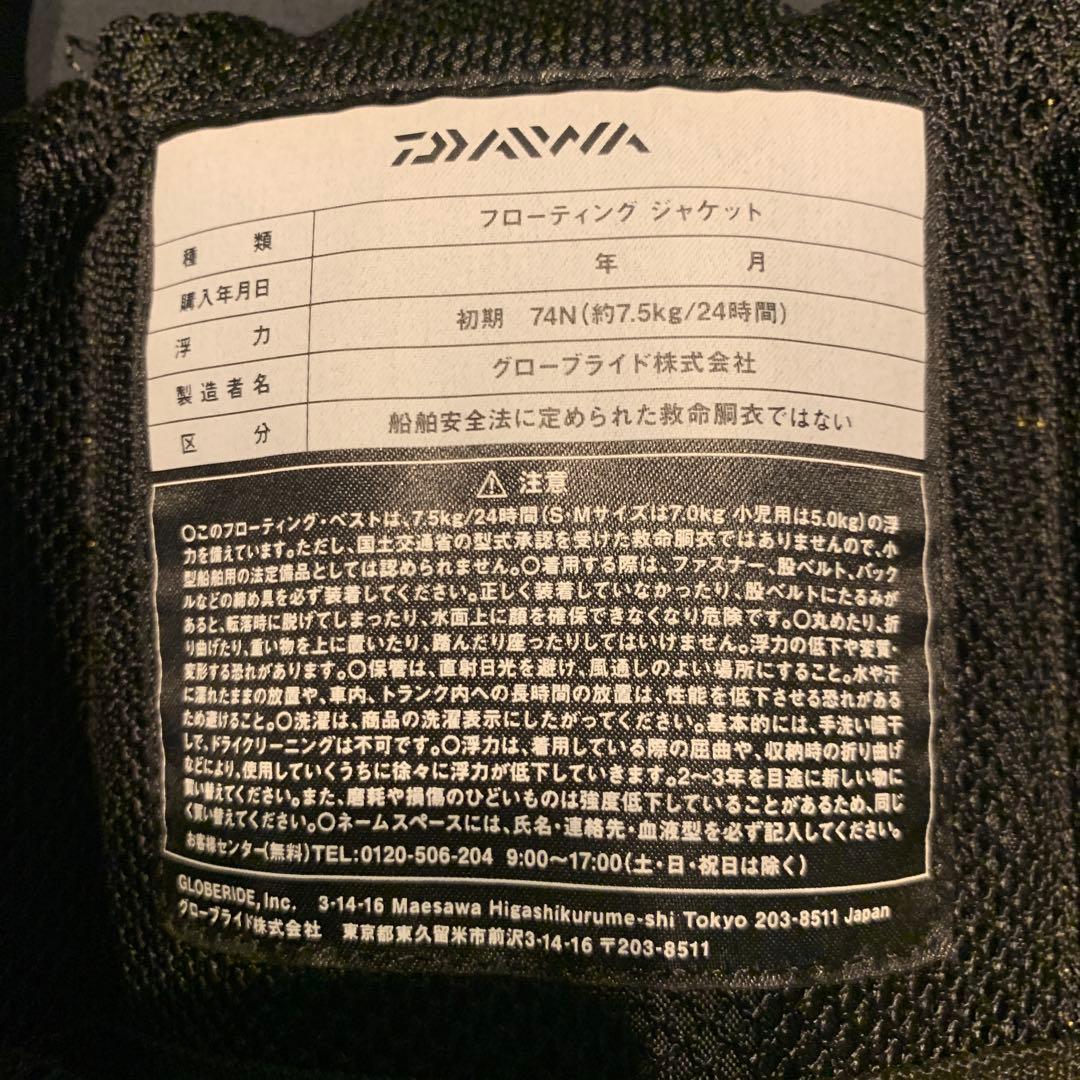 DAIWA
種類 フローティング ジャケット
購入年月日 年 月
浮力 初期 74N(約7.5kg/24時間)
製造者名 グローブライド株式会社
区分 船舶安全法に定められた救命胴衣ではない
⚠ 注意
○このフローティング・ベストは、7.5kg/24時間(S・Mサイズは7.0kg 小児用は5.0kg)の浮
力を備えています。ただし、国土交通省の型式承認を受けた救命胴衣ではありませんので、小
型船舶用の法定備品としては認められません。○着用する際は、ファスナー、股ベルト、バック
ルなどの締め具を必ず装着してください。正しく装着していなかったり、股ベルトにたるみが
あると、転落時に脱げてしまったり、水面上に顔を確保できなくなり危険です。○丸めたり、折
り曲げたり、重い物を上に置いたり、踏んだり座ったりしてはいけません。浮力の低下や変質・
変形する恐れがあります。○保管は、直射日光を避け、風通しのよい場所にすること。水や汗
に濡れたままの放置や、車内、トランク内への長時間の放置は、性能を低下させる恐れがある
ため避けること。○洗濯は、商品の洗濯表示にしたがってください。基本的には、手洗い陰干
しで、ドライクリーニングは不可です。○浮力は、着用している際の屈曲や、収納時の折り曲げ
などにより、使用していくうちに徐々に浮力が低下していきます。2〜3年を目途に新しい物に
買い替えてください。また、磨耗や損傷のひどいものは強度低下していることがあるため、同じ
く買い替えてください。○ネームスペースには、氏名・連絡先・血液型を必ず記入してください。
お客様センター(無料)TEL:0120-506-204 9:00〜17:00(土・日・祝日は除く)
GLOBERIDE, Inc. 3-14-16 Maesawa Higashikurume-shi Tokyo 203-8511 Japan
グローブライド株式会社 東京都東久留米市前沢3-14-16 〒203-8511